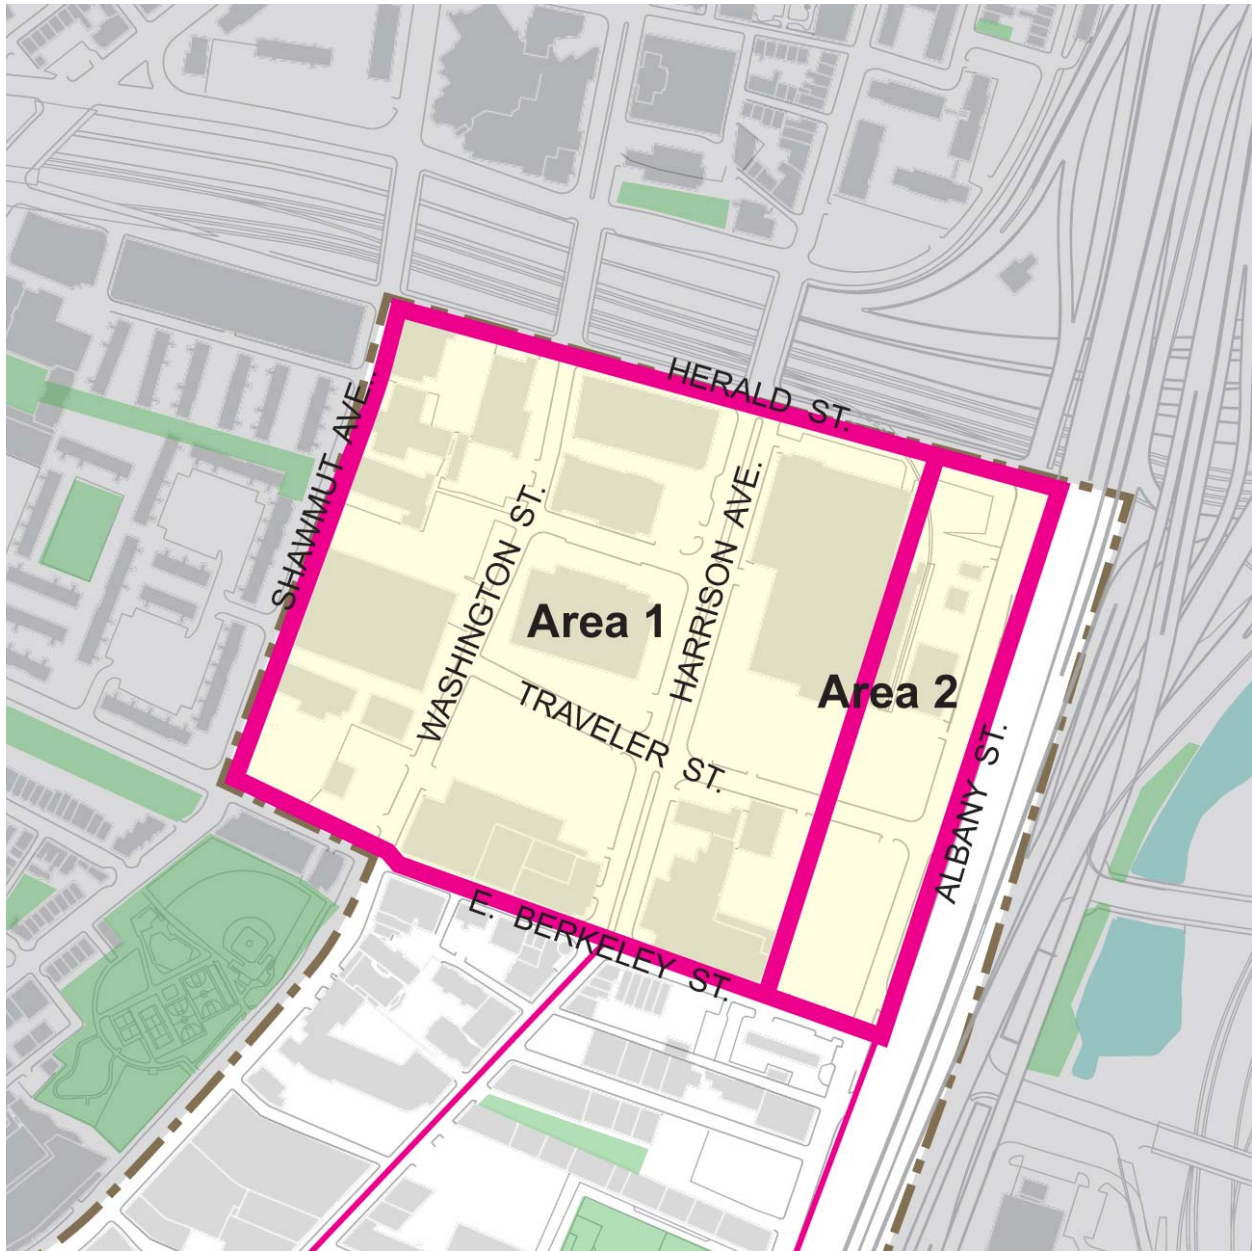 HERALD ST.
SHAWMUT AVE..
WASHINGTON ST.
HARRISON AVE.
Area 1
Area 2
TRAVELER ST.
ALBANY ST.
E. BERKELEY ST.